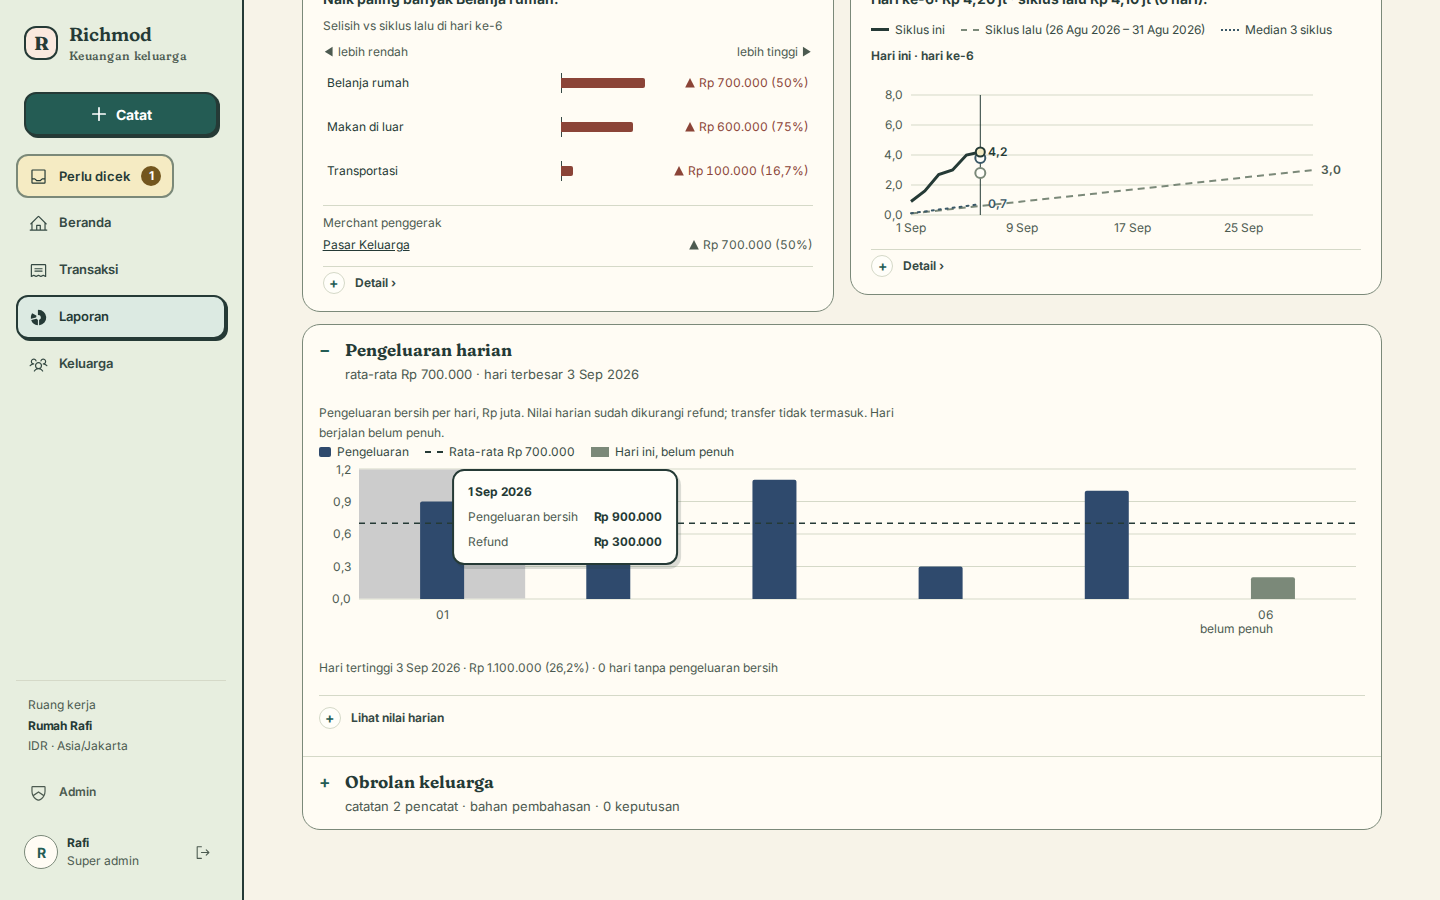 R
Richmod
Keuangan keluarga
Catat
Perlu dicek 1
Beranda
Transaksi
Laporan
Keluarga
Ruang kerja
Rumah Rafi
IDR · Asia/Jakarta
Admin
R
Rafi
Super admin
Naik paling banyak Belanja rumah.
Selisih vs siklus lalu di hari ke-6
◀ lebih rendah
lebih tinggi ▶
Belanja rumah ▲ Rp 700.000 (50%)
Makan di luar ▲ Rp 600.000 (75%)
Transportasi ▲ Rp 100.000 (16,7%)
Merchant penggerak
Pasar Keluarga ▲ Rp 700.000 (50%)
+ Detail ›
Siklus ini
Siklus lalu (26 Agu 2026 – 31 Agu 2026)
Median 3 siklus
Hari ini · hari ke-6
8,0
6,0
4,0
2,0
0,0
4,2
0,7
3,0
1 Sep
9 Sep
17 Sep
25 Sep
+ Detail ›
− Pengeluaran harian
rata-rata Rp 700.000 · hari terbesar 3 Sep 2026
Pengeluaran bersih per hari, Rp juta. Nilai harian sudah dikurangi refund; transfer tidak termasuk. Hari
berjalan belum penuh.
Pengeluaran
Rata-rata Rp 700.000
Hari ini, belum penuh
1,2
0,9
0,6
0,3
0,0
1 Sep 2026
Pengeluaran bersih Rp 900.000
Refund Rp 300.000
01
06
belum penuh
Hari tertinggi 3 Sep 2026 · Rp 1.100.000 (26,2%) · 0 hari tanpa pengeluaran bersih
+ Lihat nilai harian
+ Obrolan keluarga
catatan 2 pencatat · bahan pembahasan · 0 keputusan